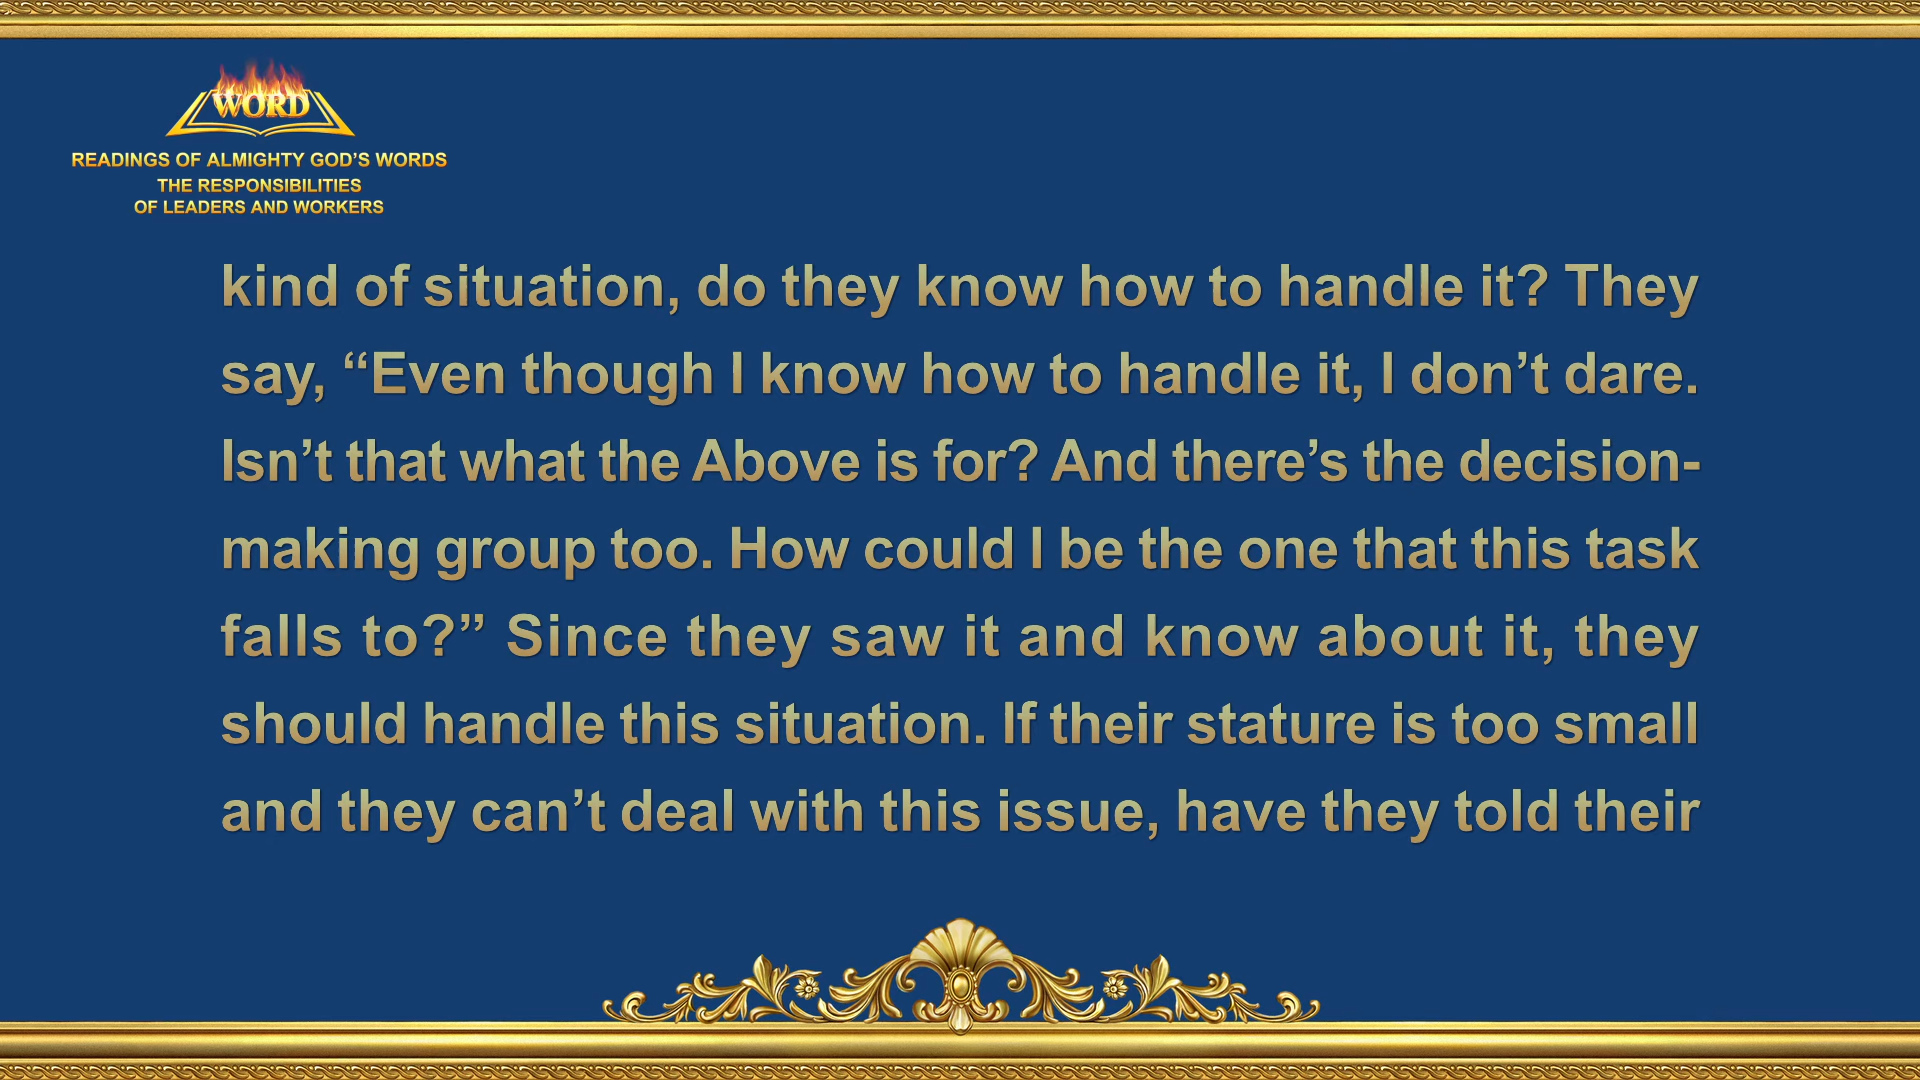 WORD
READINGS OF ALMIGHTY GOD’S WORDS
THE RESPONSIBILITIES
OF LEADERS AND WORKERS
kind of situation, do they know how to handle it? They
say, “Even though I know how to handle it, I don’t dare.
Isn’t that what the Above is for? And there’s the decision-
making group too. How could I be the one that this task
falls to?” Since they saw it and know about it, they
should handle this situation. If their stature is too small
and they can’t deal with this issue, have they told their